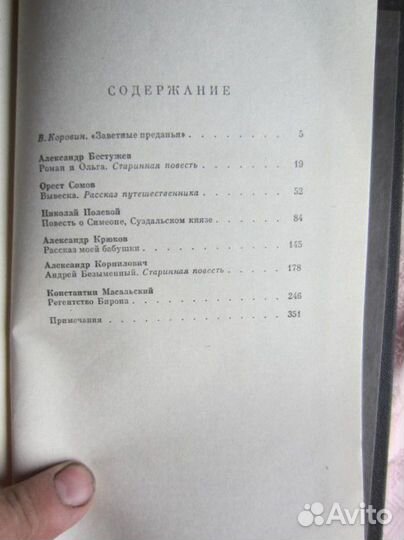 СОДЕРЖАНИЕ
В. Коровин. «Заветные преданья» . . . . . . . 5
Александр Бестужев
Роман и Ольга. Старинная повесть . . . . . . 19
Орест Сомов
Вывеска. Рассказ путешественника . . . . . . 52
Николай Полевой
Повесть о Симеоне, Суздальском князе . . . . 84
Александр Крюков
Рассказ моей бабушки . . . . . . . . . 145
Александр Корнилович
Андрей Безыменный. Старинная повесть . . . . 178
Константин Масальский
Регентство Бирона . . . . . . . . . . 246
Примечания . . . . . . . . . . . . 351
Avito